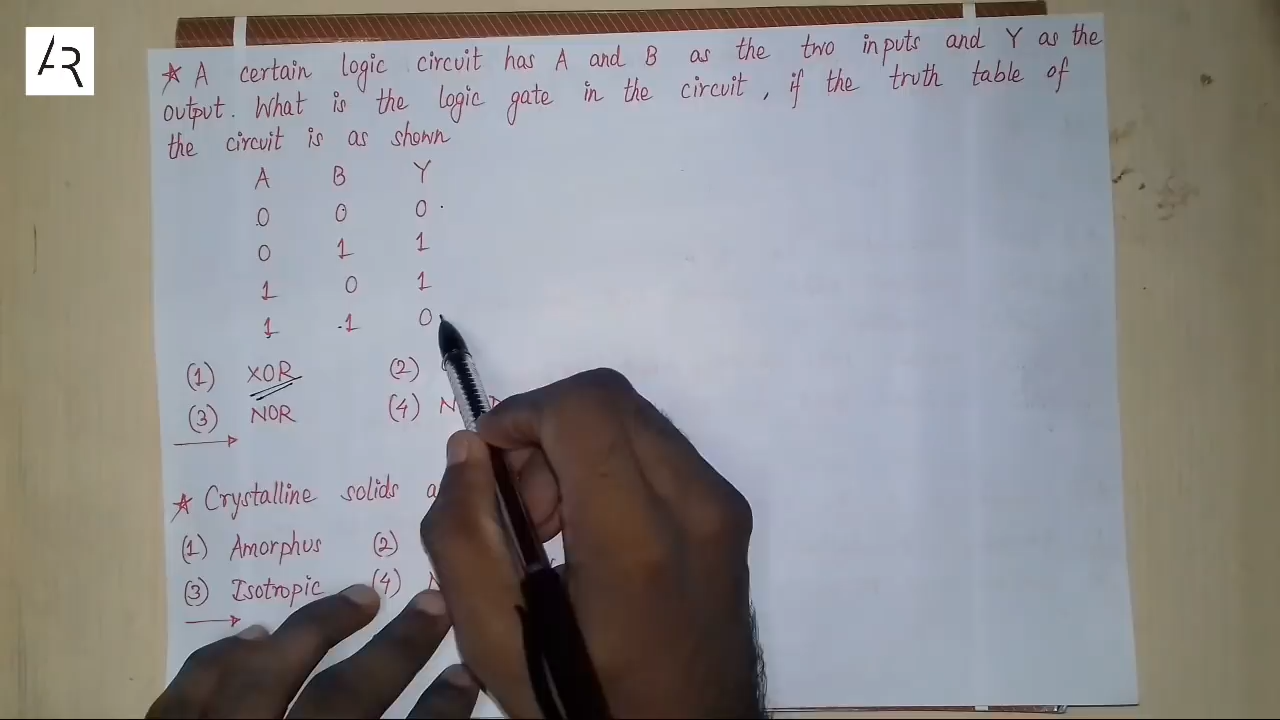 AR
☆ A certain logic circuit has A and B as the two inputs and Y as the
output. What is the logic gate in the circuit, if the truth table of
the circuit is as shown
A B Y
0 0 0
0 1 1
1 0 1
1 1 0
(1) XOR (2)
(3) NOR (4)
☆ Crystalline solids
(1) Amorphus (2)
(3) Isotropic (4)